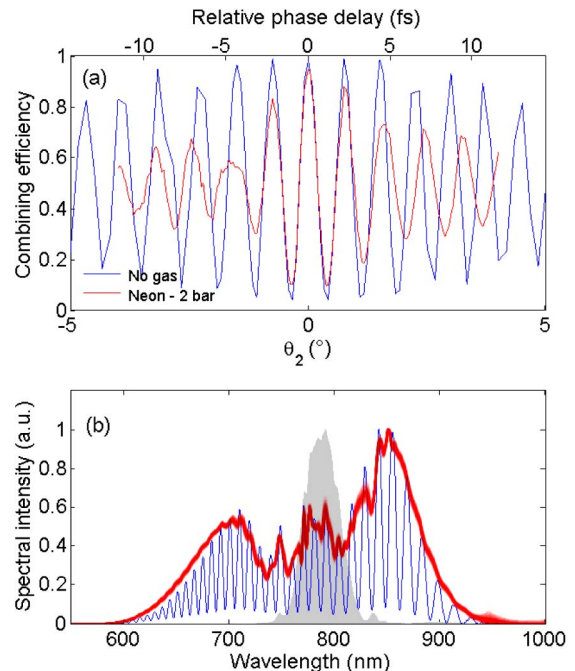 Relative phase delay (fs)
-10 -5 0 5 10
(a)
Combining efficiency
1
0.8
0.6
0.4
0.2
0
No gas
Neon - 2 bar
-5 0 5
θ2 (°)
(b)
Spectral intensity (a.u.)
1
0.8
0.6
0.4
0.2
0
600 700 800 900 1000
Wavelength (nm)